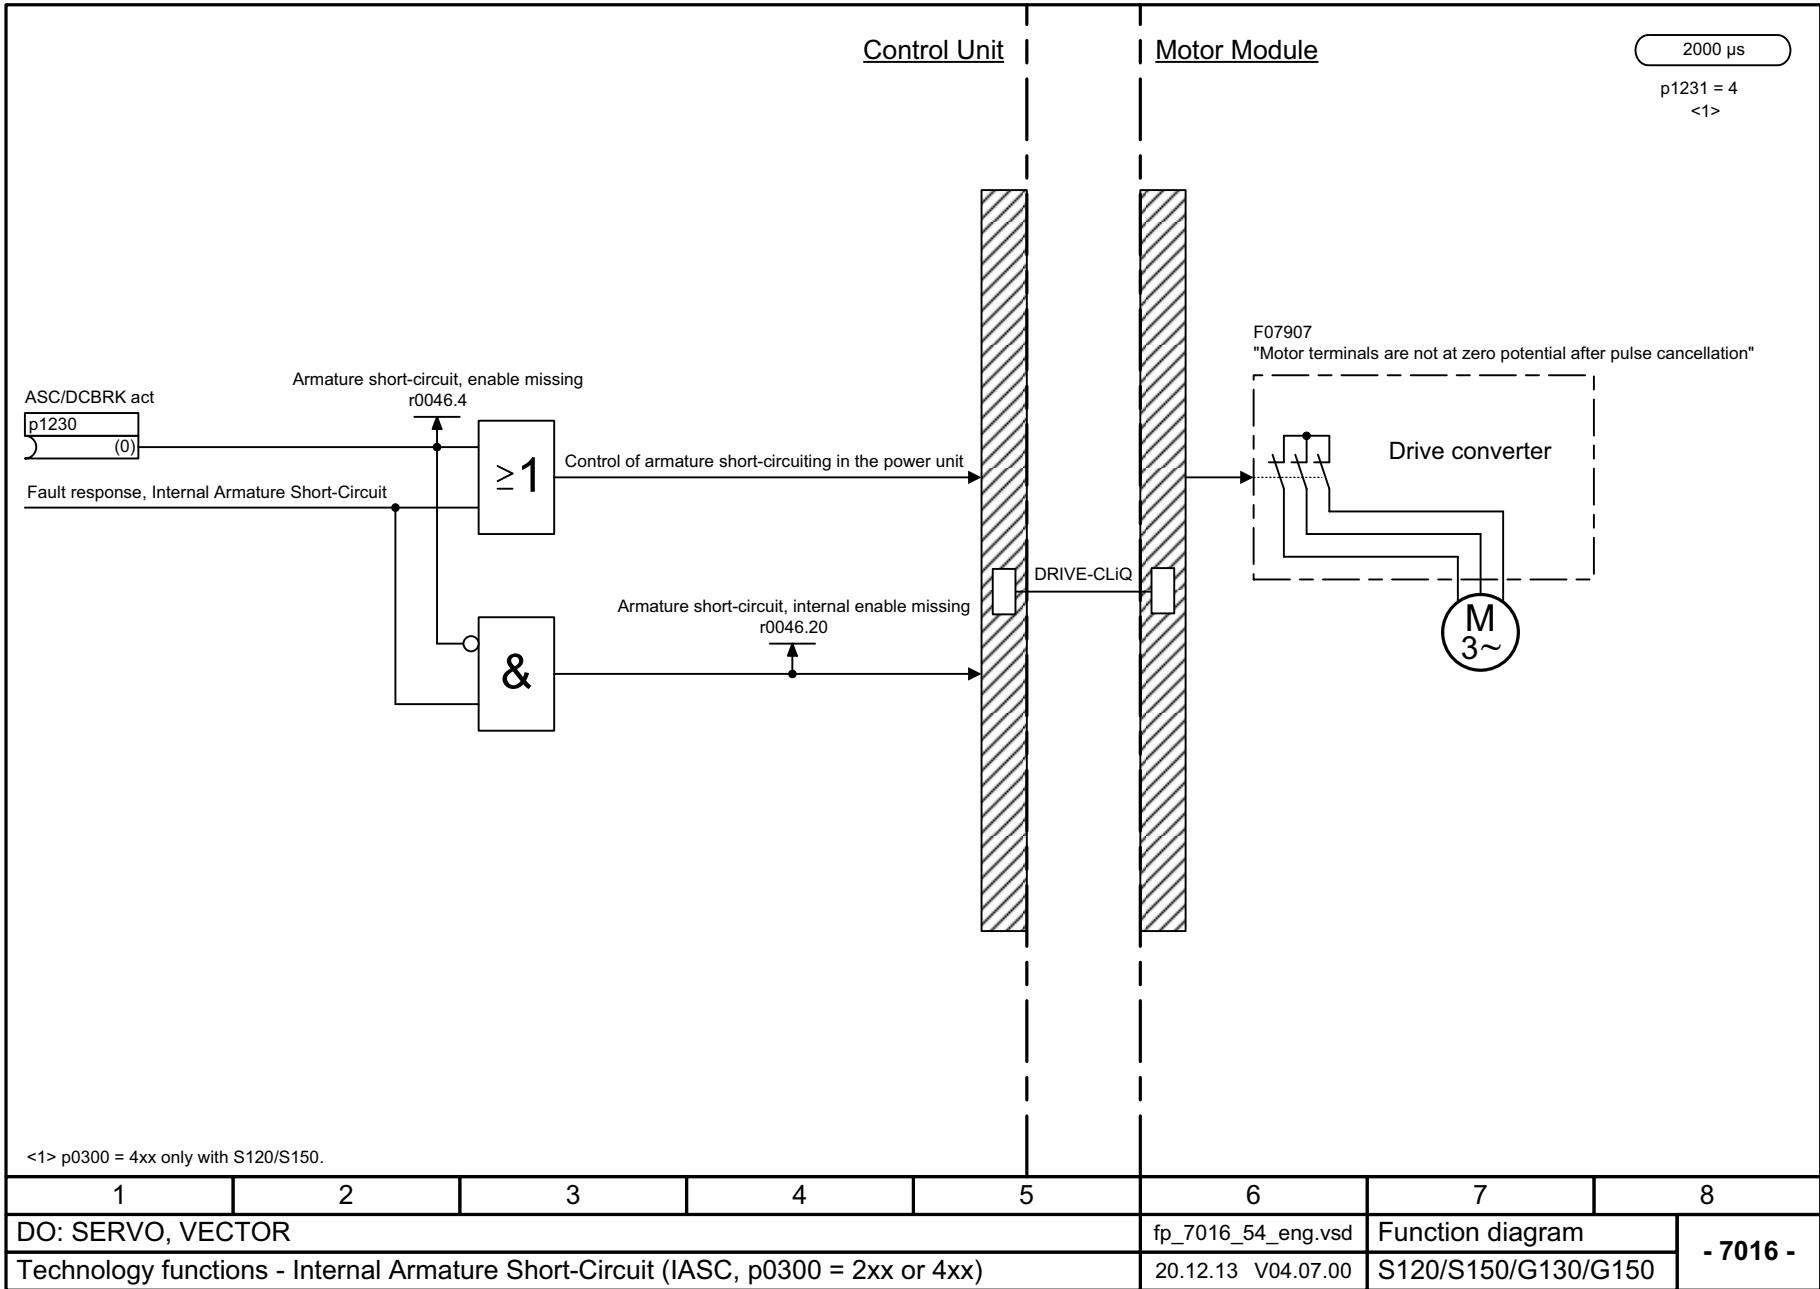 Control Unit
Motor Module
2000 µs
p1231 = 4
<1>
F07907
"Motor terminals are not at zero potential after pulse cancellation"
Armature short-circuit, enable missing
r0046.4
ASC/DCBRK act
p1230
(0)
≥1
Control of armature short-circuiting in the power unit
Drive converter
Fault response, Internal Armature Short-Circuit
DRIVE-CLiQ
Armature short-circuit, internal enable missing
r0046.20
&
M
3~
<1> p0300 = 4xx only with S120/S150.
1 2 3 4 5 6 7 8
DO: SERVO, VECTOR
fp_7016_54_eng.vsd
Function diagram
- 7016 -
Technology functions - Internal Armature Short-Circuit (IASC, p0300 = 2xx or 4xx)
20.12.13 V04.07.00
S120/S150/G130/G150